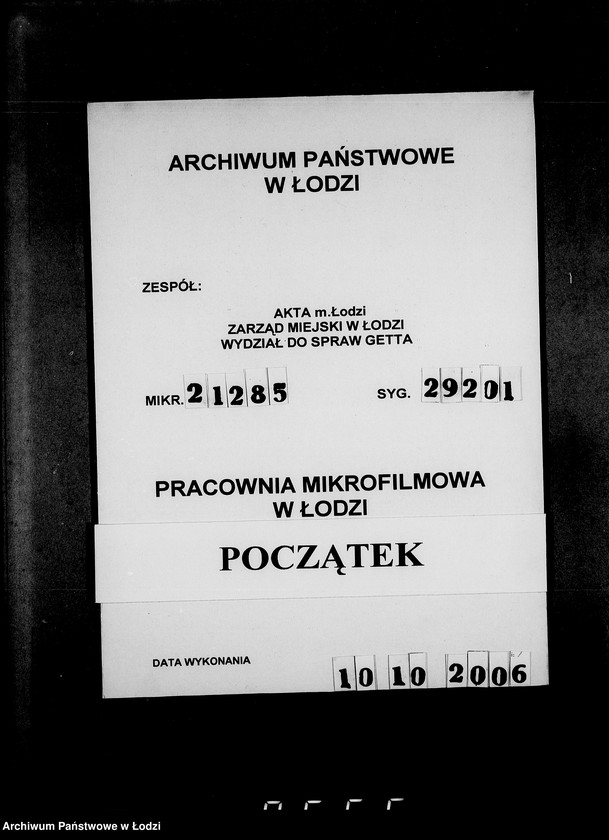 ARCHIWUM PAŃSTWOWE
W ŁODZI
ZESPÓŁ:
AKTA m.Łodzi
ZARZĄD MIEJSKI W ŁODZI
WYDZIAŁ DO SPRAW GETTA
MIKR. 21285 SYG. 29201
PRACOWNIA MIKROFILMOWA
W ŁODZI
POCZĄTEK
DATA WYKONANIA 10 10 2006
Archiwum Państwowe w Łodzi